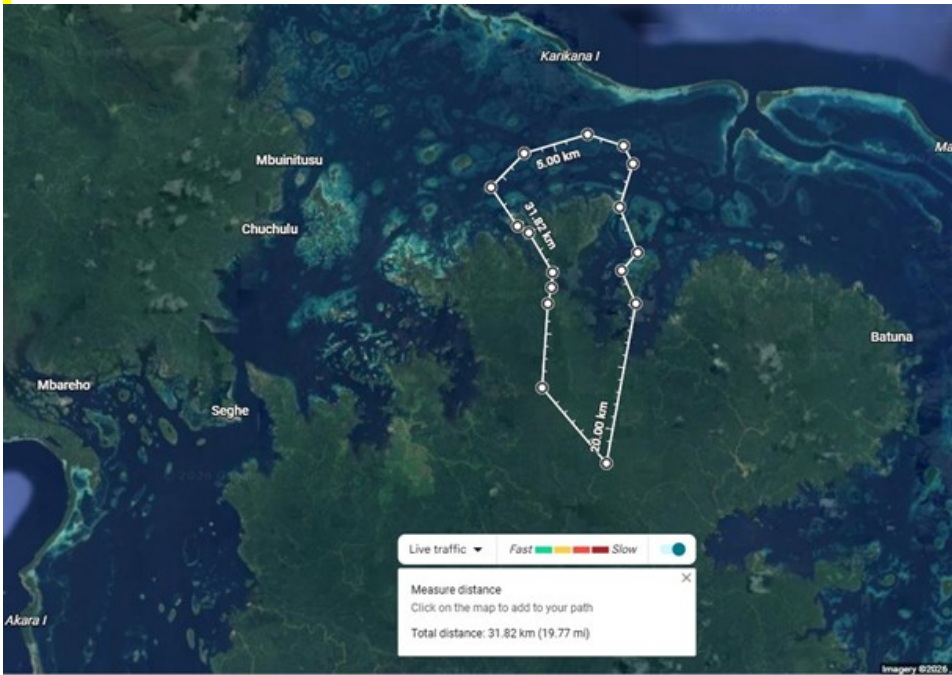 Karikana I
Ma
5.00 km
Mbuinitusu
31.82 km
Chuchulu
Batuna
Mbareho
Seghe
20.00 km
Live traffic
Fast
Slow
Measure distance
Click on the map to add to your path
Total distance: 31.82 km (19.77 mi)
Akara I
Imagery ©2026